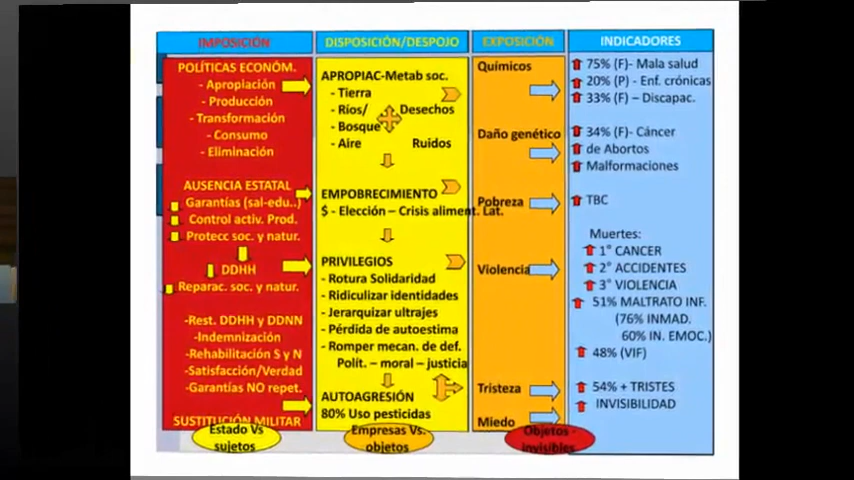 IMPOSICIÓN
POLÍTICAS ECONÓM.
- Apropiación
- Producción
- Transformación
- Consumo
- Eliminación
AUSENCIA ESTATAL
Garantías (sal-edu..)
Control activ. Prod.
Protecc soc. y natur.
DDHH
Reparac. soc. y natur.
-Rest. DDHH y DDNN
-Indemnización
-Rehabilitación S y N
-Satisfacción/Verdad
-Garantías NO repet.
SUSTITUCIÓN MILITAR
Estado Vs
sujetos
DISPOSICIÓN/DESPOJO
APROPIAC-Metab soc.
- Tierra
- Ríos/ Desechos
- Bosque
- Aire Ruidos
EMPOBRECIMIENTO
$ - Elección – Crisis aliment. Lat.
PRIVILEGIOS
- Rotura Solidaridad
- Ridiculizar identidades
- Jerarquizar ultrajes
- Pérdida de autoestima
- Romper mecan. de def.
Polít. – moral – justicia
AUTOAGRESIÓN
80% Uso pesticidas
Empresas Vs.
objetos
EXPOSICIÓN
Químicos
Daño genético
Pobreza
Violencia
Tristeza
Miedo
Objetos -
invisibles
INDICADORES
75% (F)- Mala salud
20% (P) - Enf. crónicas
33% (F) – Discapac.
34% (F)- Cáncer
de Abortos
Malformaciones
TBC
Muertes:
1° CANCER
2° ACCIDENTES
3° VIOLENCIA
51% MALTRATO INF.
(76% INMAD.
60% IN. EMOC.)
48% (VIF)
54% + TRISTES
INVISIBILIDAD